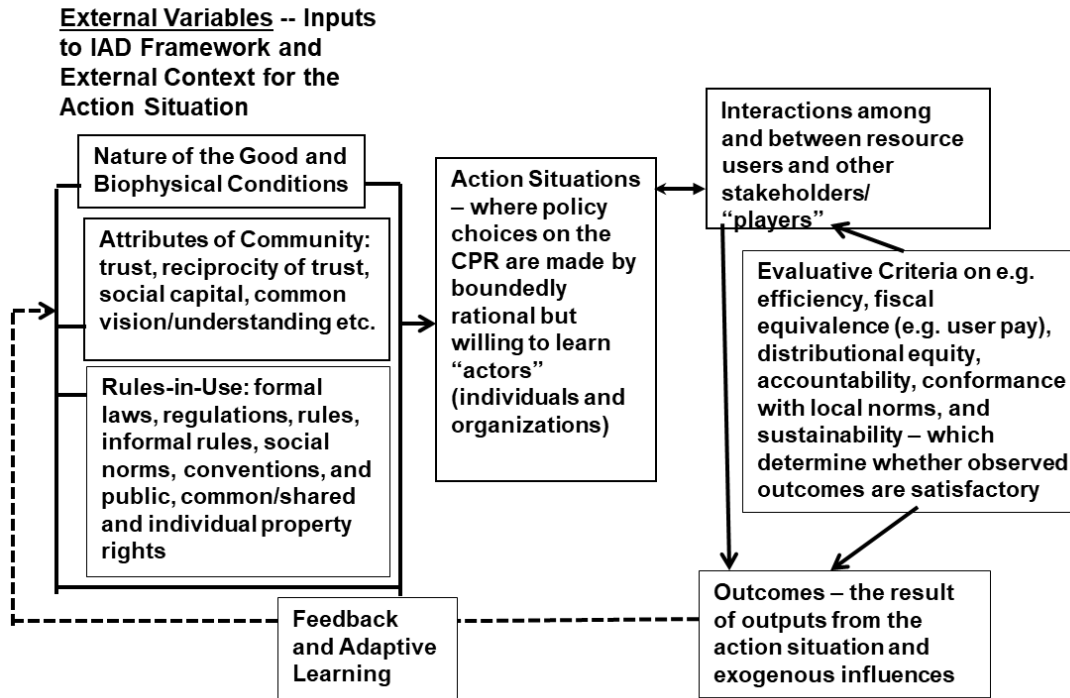 External Variables -- Inputs
to IAD Framework and
External Context for the
Action Situation
Nature of the Good and
Biophysical Conditions
Attributes of Community:
trust, reciprocity of trust,
social capital, common
vision/understanding etc.
Rules-in-Use: formal
laws, regulations, rules,
informal rules, social
norms, conventions, and
public, common/shared
and individual property
rights
Action Situations
– where policy
choices on the
CPR are made by
boundedly
rational but
willing to learn
“actors”
(individuals and
organizations)
Interactions among
and between resource
users and other
stakeholders/
“players”
Evaluative Criteria on e.g.
efficiency, fiscal
equivalence (e.g. user pay),
distributional equity,
accountability, conformance
with local norms, and
sustainability – which
determine whether observed
outcomes are satisfactory
Outcomes – the result
of outputs from the
action situation and
exogenous influences
Feedback
and Adaptive
Learning